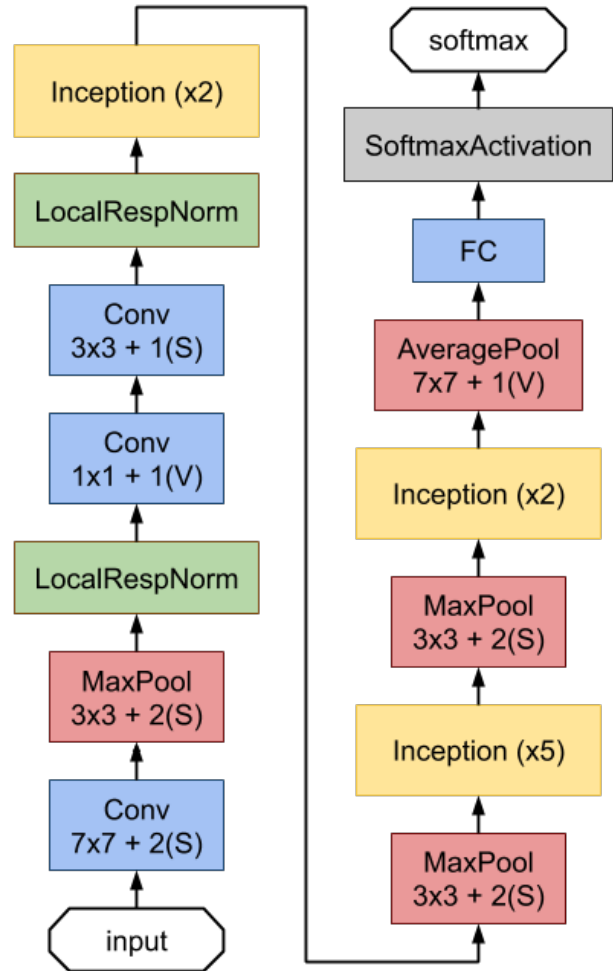 Inception (x2)
LocalRespNorm
Conv
3x3 + 1(S)
Conv
1x1 + 1(V)
LocalRespNorm
MaxPool
3x3 + 2(S)
Conv
7x7 + 2(S)
input
softmax
SoftmaxActivation
FC
AveragePool
7x7 + 1(V)
Inception (x2)
MaxPool
3x3 + 2(S)
Inception (x5)
MaxPool
3x3 + 2(S)